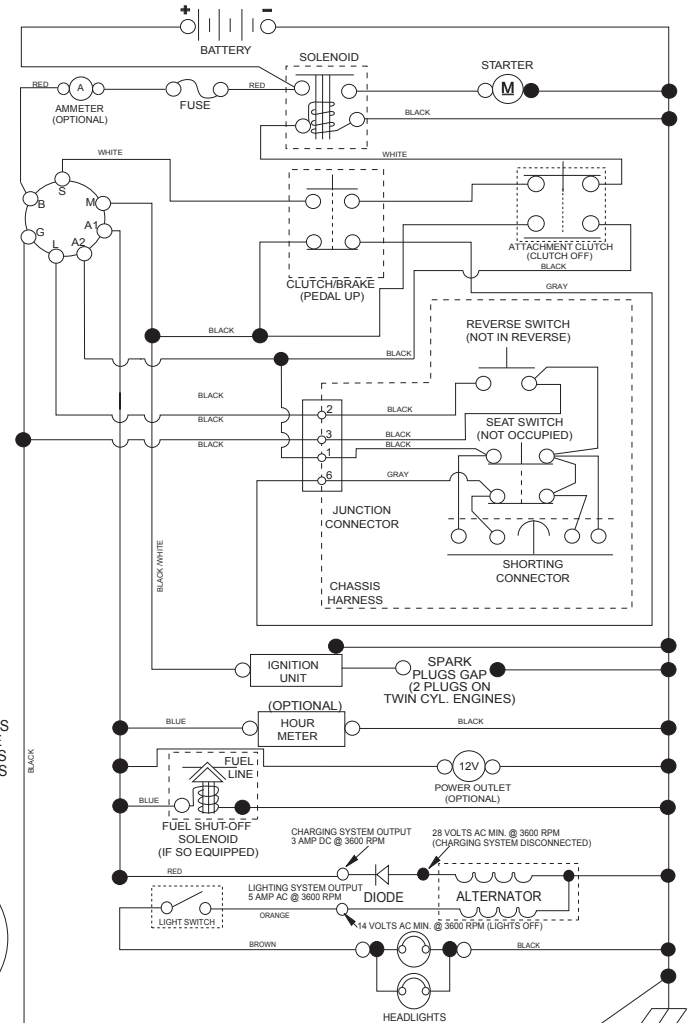 + −
BATTERY
SOLENOID
STARTER
RED
A
AMMETER
(OPTIONAL)
FUSE
RED
M
BLACK
WHITE
WHITE
S
B
M
A1
G
L
A2
CLUTCH/BRAKE
(PEDAL UP)
ATTACHMENT CLUTCH
(CLUTCH OFF)
BLACK
GRAY
BLACK
REVERSE SWITCH
(NOT IN REVERSE)
BLACK
BLACK
2
BLACK
BLACK
SEAT SWITCH
(NOT OCCUPIED)
BLACK
3
BLACK
BLACK
1
6
GRAY
JUNCTION
CONNECTOR
SHORTING
CONNECTOR
CHASSIS
HARNESS
BLACK /WHITE
IGNITION
UNIT
SPARK
PLUGS GAP
(2 PLUGS ON
TWIN CYL. ENGINES)
(OPTIONAL)
HOUR
METER
BLUE
BLACK
S
S
S
BLACK
FUEL
LINE
12V
POWER OUTLET
(OPTIONAL)
BLUE
FUEL SHUT-OFF
SOLENOID
(IF SO EQUIPPED)
CHARGING SYSTEM OUTPUT
3 AMP DC @ 3600 RPM
28 VOLTS AC MIN. @ 3600 RPM
(CHARGING SYSTEM DISCONNECTED)
RED
LIGHTING SYSTEM OUTPUT
5 AMP AC @ 3600 RPM
DIODE
ALTERNATOR
LIGHT SWITCH
ORANGE
14 VOLTS AC MIN. @ 3600 RPM (LIGHTS OFF)
BROWN
BLACK
HEADLIGHTS